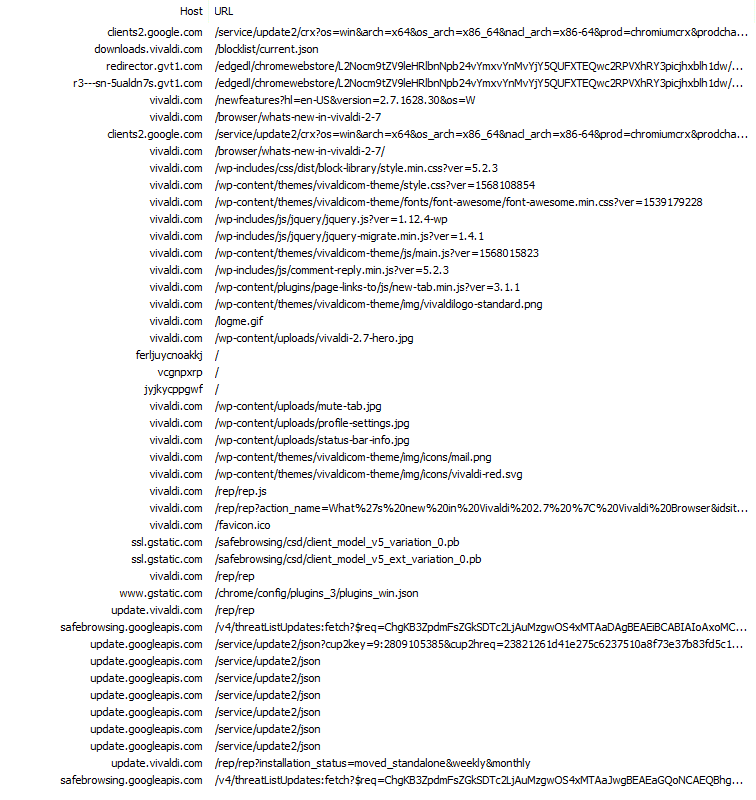 Host URL
clients2.google.com /service/update2/crx?os=win&arch=x64&os_arch=x86_64&nacl_arch=x86-64&prod=chromiumcrx&prodcha...
downloads.vivaldi.com /blocklist/current.json
redirector.gvt1.com /edgedl/chromewebstore/L2Nocm9tZV9leHRlbnNpb24vYmxvYnMvYjY5QUFXTEQwc2RPVXhRY3picjhxblh1dw/...
r3---sn-5ualdn7s.gvt1.com /edgedl/chromewebstore/L2Nocm9tZV9leHRlbnNpb24vYmxvYnMvYjY5QUFXTEQwc2RPVXhRY3picjhxblh1dw/...
vivaldi.com /newfeatures?hl=en-US&version=2.7.1628.30&os=W
vivaldi.com /browser/whats-new-in-vivaldi-2-7
clients2.google.com /service/update2/crx?os=win&arch=x64&os_arch=x86_64&nacl_arch=x86-64&prod=chromiumcrx&prodcha...
vivaldi.com /browser/whats-new-in-vivaldi-2-7/
vivaldi.com /wp-includes/css/dist/block-library/style.min.css?ver=5.2.3
vivaldi.com /wp-content/themes/vivaldicom-theme/style.css?ver=1568108854
vivaldi.com /wp-content/themes/vivaldicom-theme/fonts/font-awesome/font-awesome.min.css?ver=1539179228
vivaldi.com /wp-includes/js/jquery/jquery.js?ver=1.12.4-wp
vivaldi.com /wp-includes/js/jquery/jquery-migrate.min.js?ver=1.4.1
vivaldi.com /wp-content/themes/vivaldicom-theme/js/main.js?ver=1568015823
vivaldi.com /wp-includes/js/comment-reply.min.js?ver=5.2.3
vivaldi.com /wp-content/plugins/page-links-to/js/new-tab.min.js?ver=3.1.1
vivaldi.com /wp-content/themes/vivaldicom-theme/img/vivaldilogo-standard.png
vivaldi.com /logme.gif
vivaldi.com /wp-content/uploads/vivaldi-2.7-hero.jpg
ferljuycnoakkj /
vcgnpxrp /
jyjkycppgwf /
vivaldi.com /wp-content/uploads/mute-tab.jpg
vivaldi.com /wp-content/uploads/profile-settings.jpg
vivaldi.com /wp-content/uploads/status-bar-info.jpg
vivaldi.com /wp-content/themes/vivaldicom-theme/img/icons/mail.png
vivaldi.com /wp-content/themes/vivaldicom-theme/img/icons/vivaldi-red.svg
vivaldi.com /rep/rep.js
vivaldi.com /rep/rep?action_name=What%27s%20new%20in%20Vivaldi%202.7%20%7C%20Vivaldi%20Browser&idsit...
vivaldi.com /favicon.ico
ssl.gstatic.com /safebrowsing/csd/client_model_v5_variation_0.pb
ssl.gstatic.com /safebrowsing/csd/client_model_v5_ext_variation_0.pb
vivaldi.com /rep/rep
www.gstatic.com /chrome/config/plugins_3/plugins_win.json
update.vivaldi.com /rep/rep
safebrowsing.googleapis.com /v4/threatListUpdates:fetch?$req=ChgKB3ZpdmFsZGkSDTc2LjAuMzgwOS4xMTAaDAgBEAEiBCABIAIoAxoMC...
update.googleapis.com /service/update2/json?cup2key=9:2809105385&cup2hreq=23821261d41e275c6237510a8f73e37b83fd5c1...
update.googleapis.com /service/update2/json
update.googleapis.com /service/update2/json
update.googleapis.com /service/update2/json
update.googleapis.com /service/update2/json
update.googleapis.com /service/update2/json
update.googleapis.com /service/update2/json
update.vivaldi.com /rep/rep?installation_status=moved_standalone&weekly&monthly
safebrowsing.googleapis.com /v4/threatListUpdates:fetch?$req=ChgKB3ZpdmFsZGkSDTc2LjAuMzgwOS4xMTAaJwgBEAEaGQoNCAEQBhg...